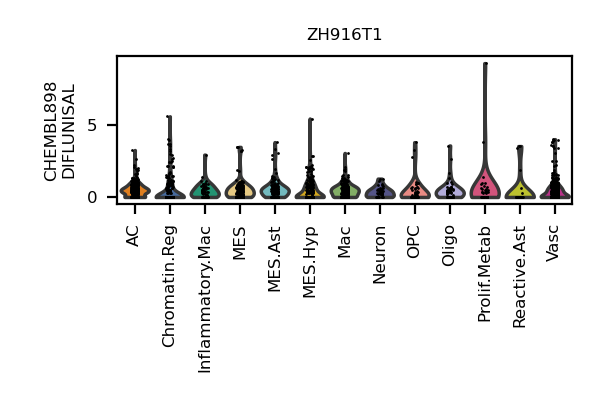 ZH916T1
CHEMBL898
DIFLUNISAL
5
0
AC
Chromatin.Reg
Inflammatory.Mac
MES
MES.Ast
MES.Hyp
Mac
Neuron
OPC
Oligo
Prolif.Metab
Reactive.Ast
Vasc